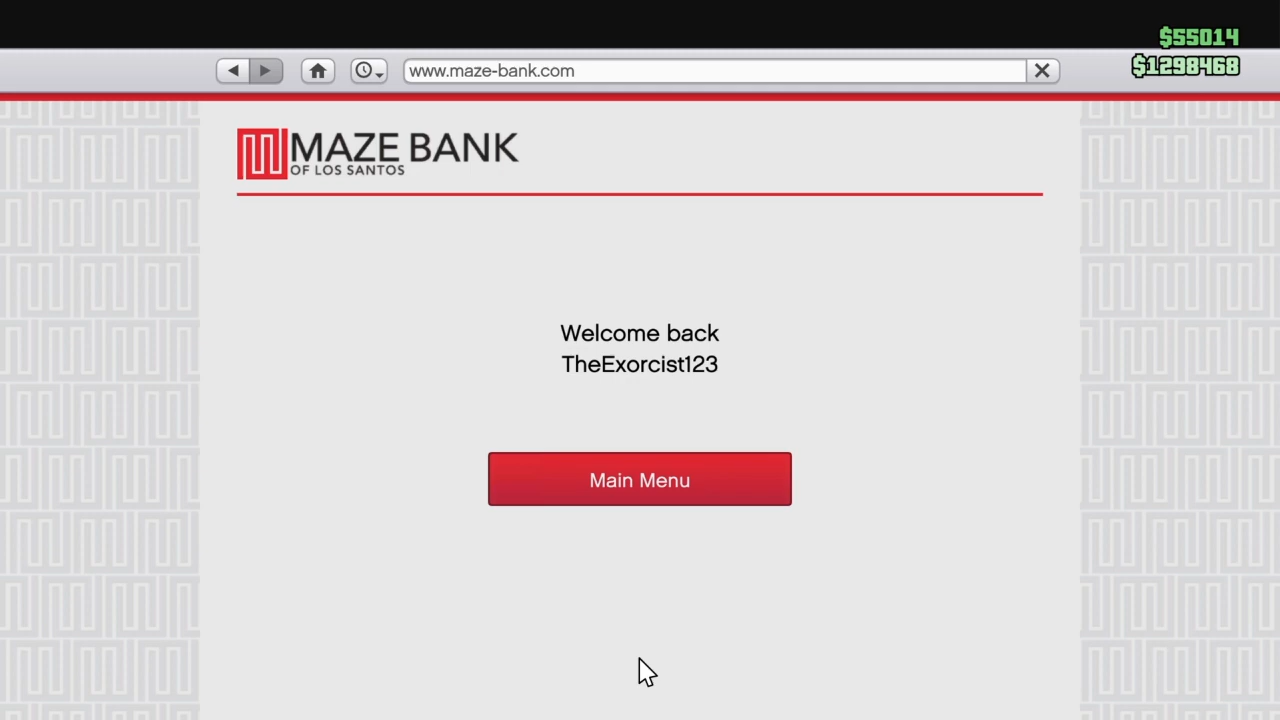 $55014
$1298468
www.maze-bank.com
MAZE BANK
OF LOS SANTOS
Welcome back
TheExorcist123
Main Menu